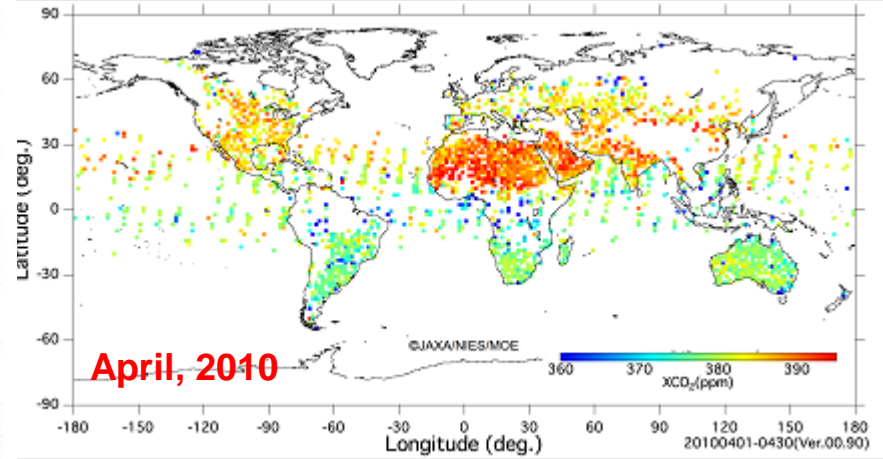 90
60
30
0
-30
-60
-90
Latitude (deg.)
April, 2010
©JAXA/NIES/MOE
360 370 380 390
XCO₂(ppm)
-180 -150 -120 -90 -60 -30 0 30 60 90 120 150 180
Longitude (deg.)
20100401-0430(Ver.00.90)